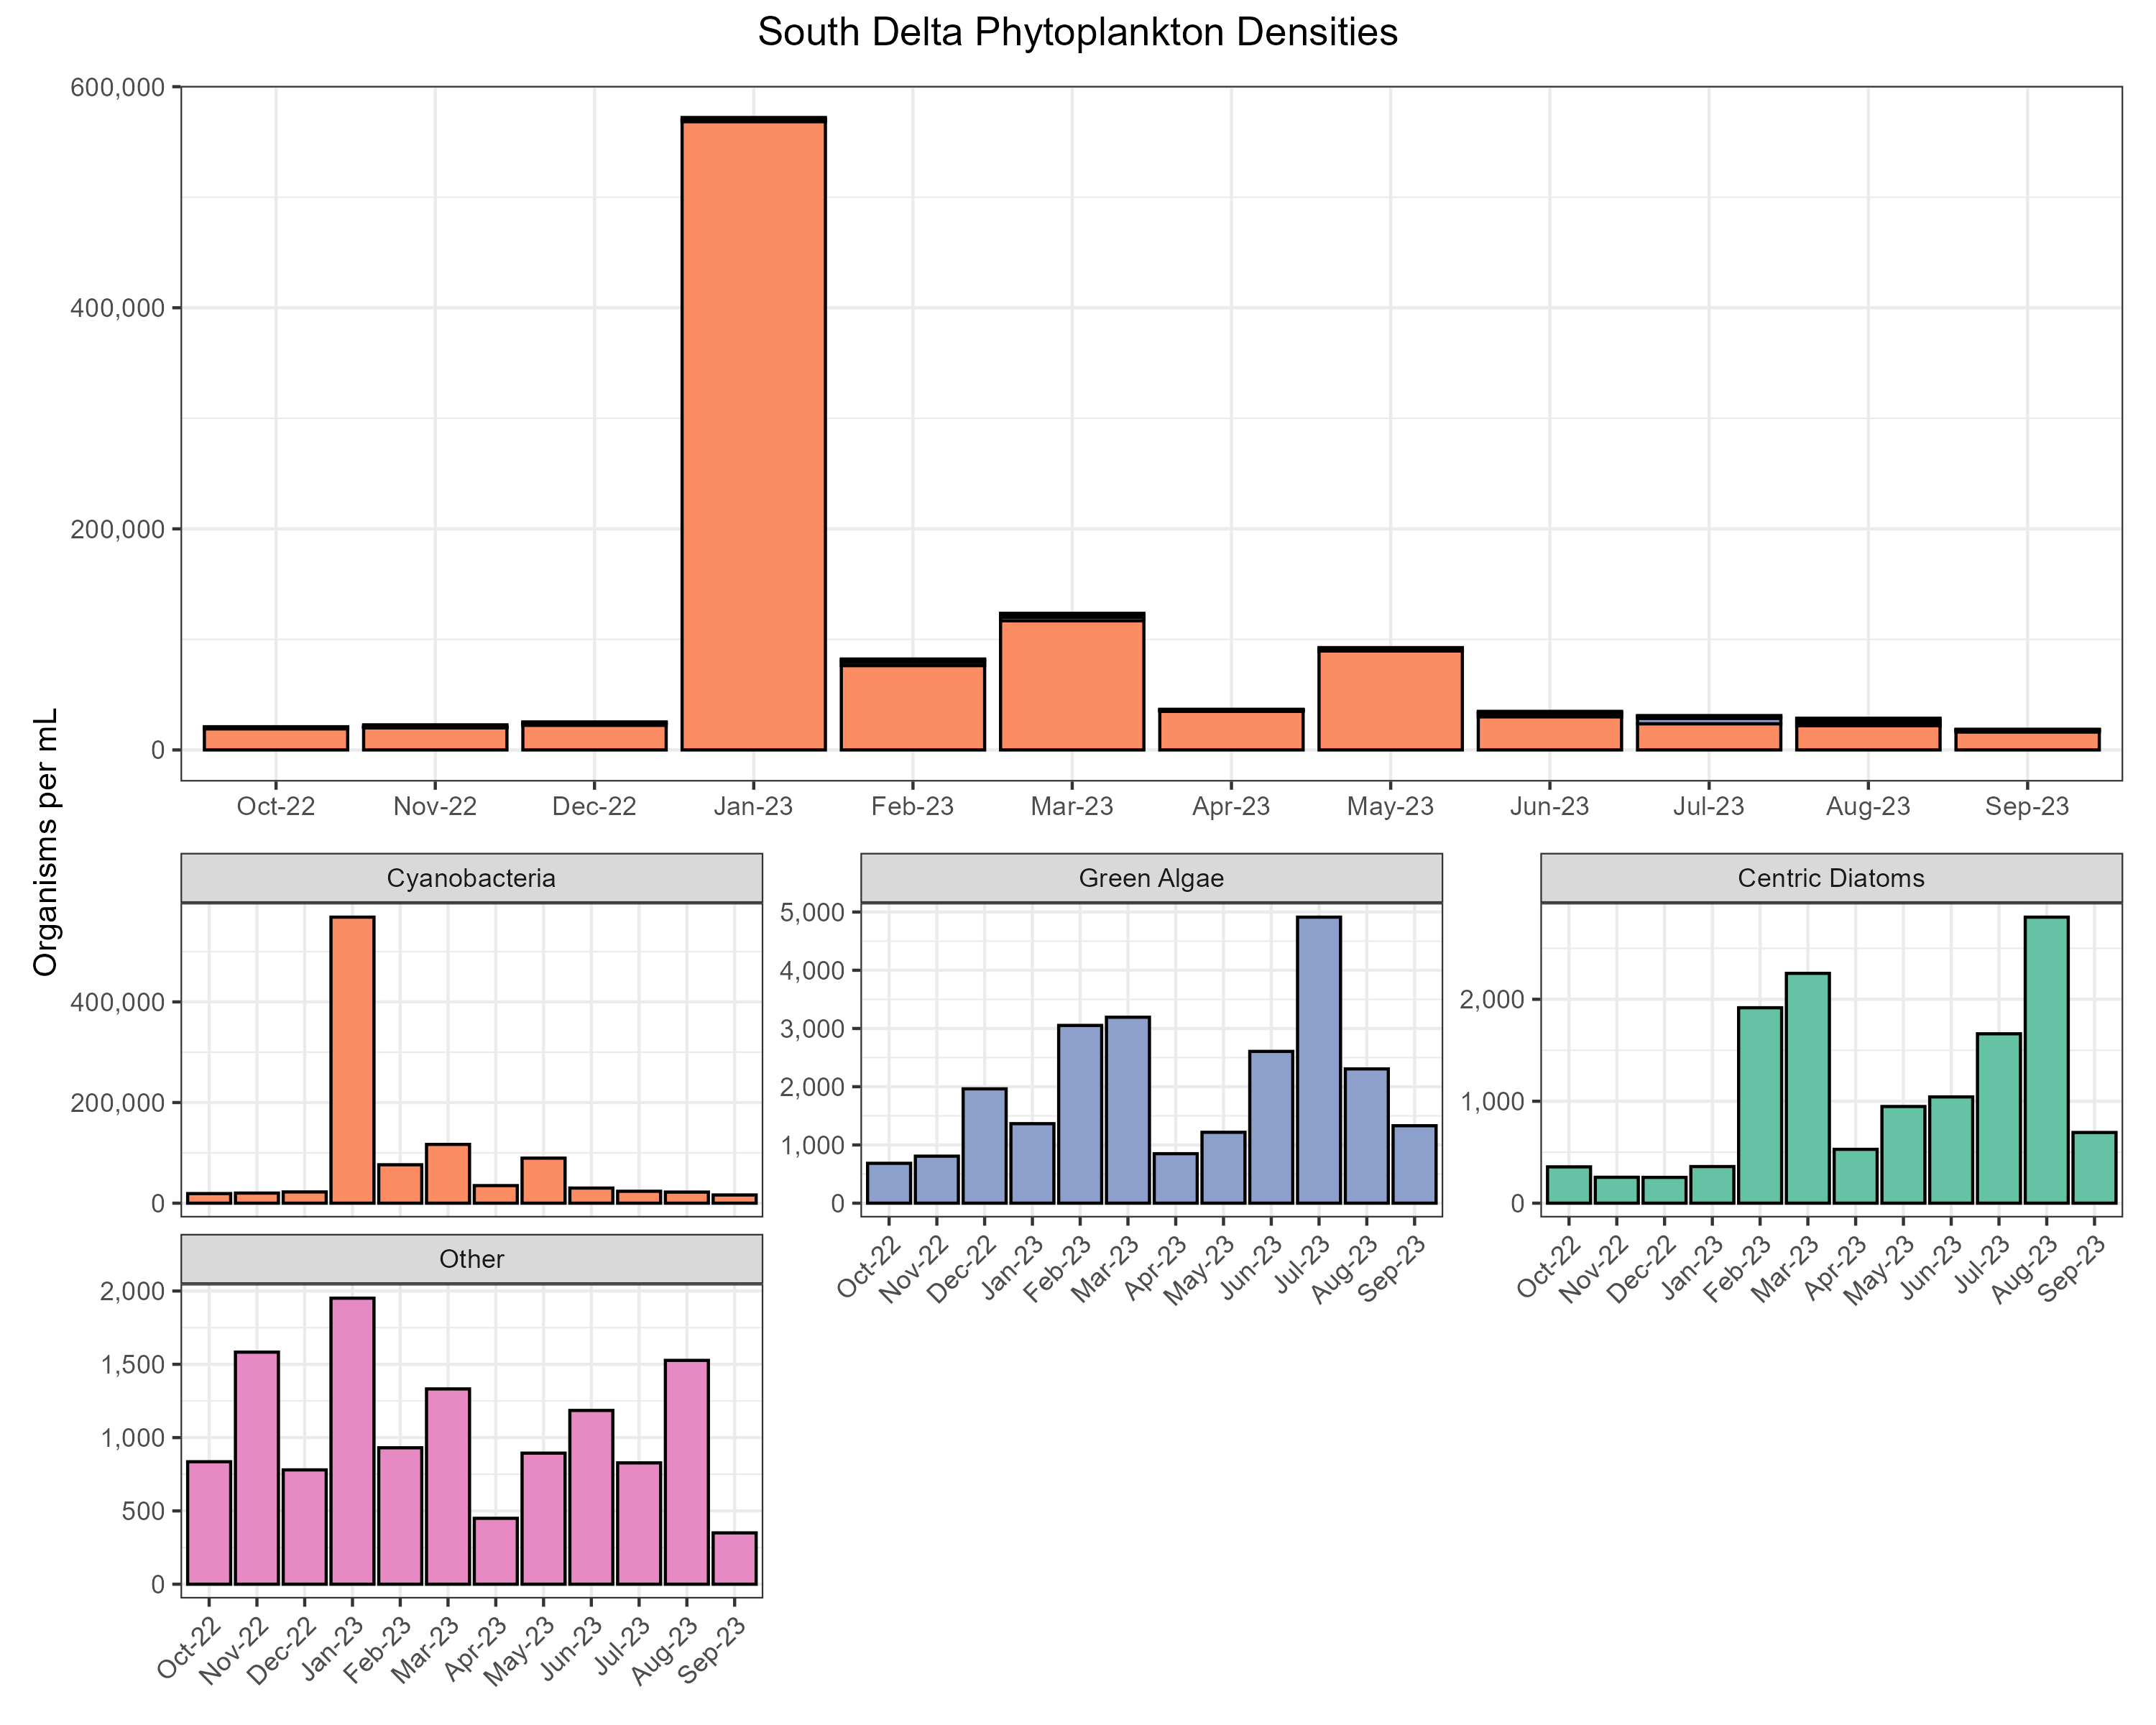 South Delta Phytoplankton Densities
Organisms per mL
600,000
400,000
200,000
0
Oct-22 Nov-22 Dec-22 Jan-23 Feb-23 Mar-23 Apr-23 May-23 Jun-23 Jul-23 Aug-23 Sep-23
Cyanobacteria
400,000
200,000
0
Green Algae
5,000
4,000
3,000
2,000
1,000
0
Oct-22 Nov-22 Dec-22 Jan-23 Feb-23 Mar-23 Apr-23 May-23 Jun-23 Jul-23 Aug-23 Sep-23
Centric Diatoms
2,000
1,000
0
Oct-22 Nov-22 Dec-22 Jan-23 Feb-23 Mar-23 Apr-23 May-23 Jun-23 Jul-23 Aug-23 Sep-23
Other
2,000
1,500
1,000
500
0
Oct-22 Nov-22 Dec-22 Jan-23 Feb-23 Mar-23 Apr-23 May-23 Jun-23 Jul-23 Aug-23 Sep-23